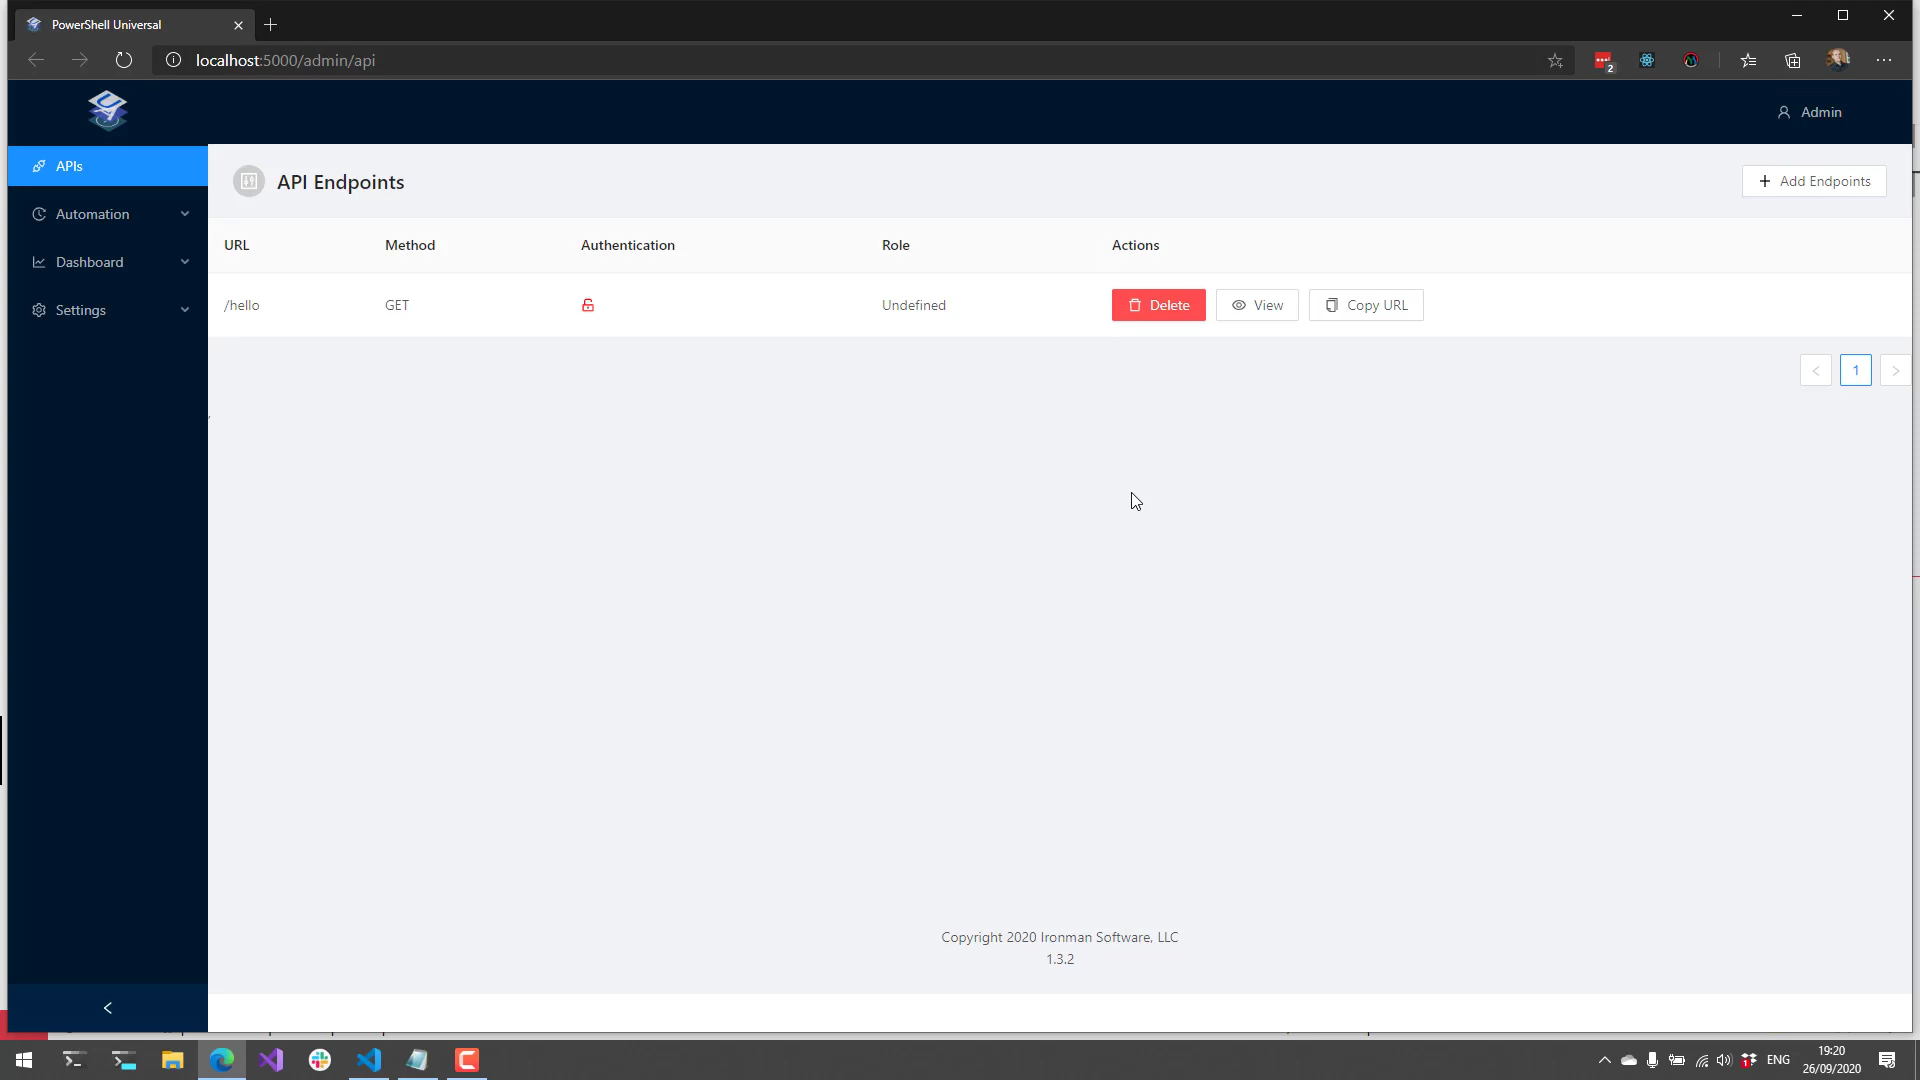 PowerShell Universal
localhost:5000/admin/api
2
Admin
APIs
Automation
Dashboard
Settings
API Endpoints
Add Endpoints
URL Method Authentication Role Actions
/hello GET Undefined Delete View Copy URL
< 1 >
Copyright 2020 Ironman Software, LLC
1.3.2
ENG
19:20
26/09/2020